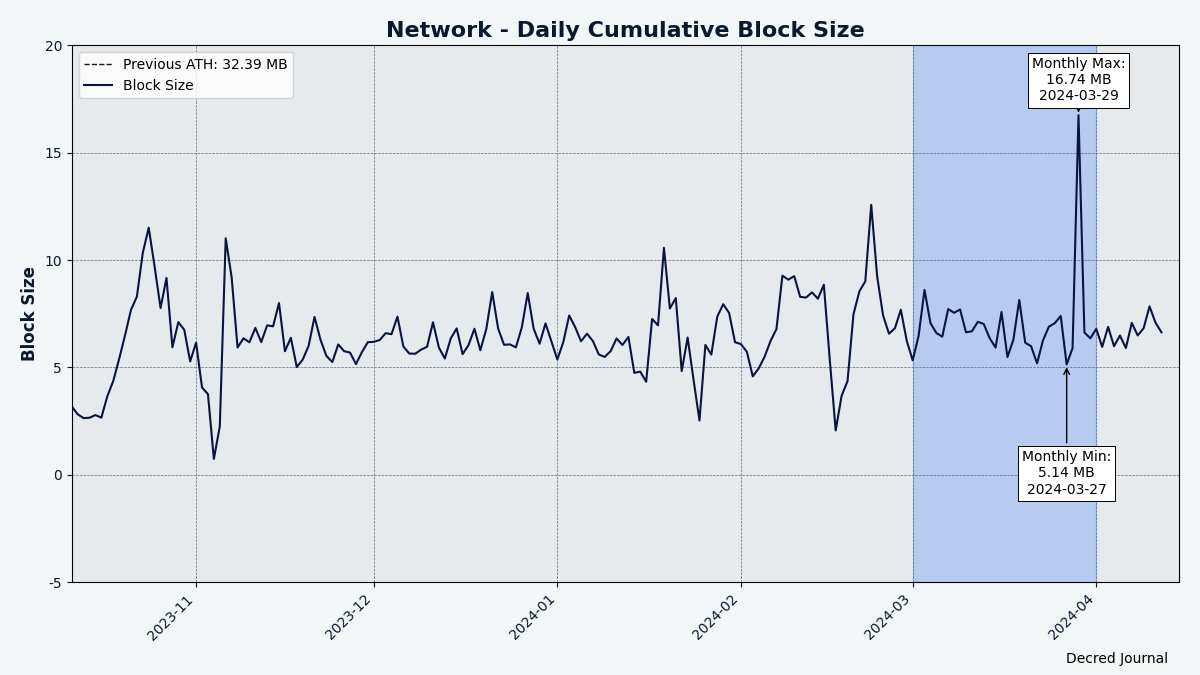 Network - Daily Cumulative Block Size
20
15
10
5
0
-5
Block Size
Previous ATH: 32.39 MB
Block Size
Monthly Max:
16.74 MB
2024-03-29
Monthly Min:
5.14 MB
2024-03-27
2023-11
2023-12
2024-01
2024-02
2024-03
2024-04
Decred Journal